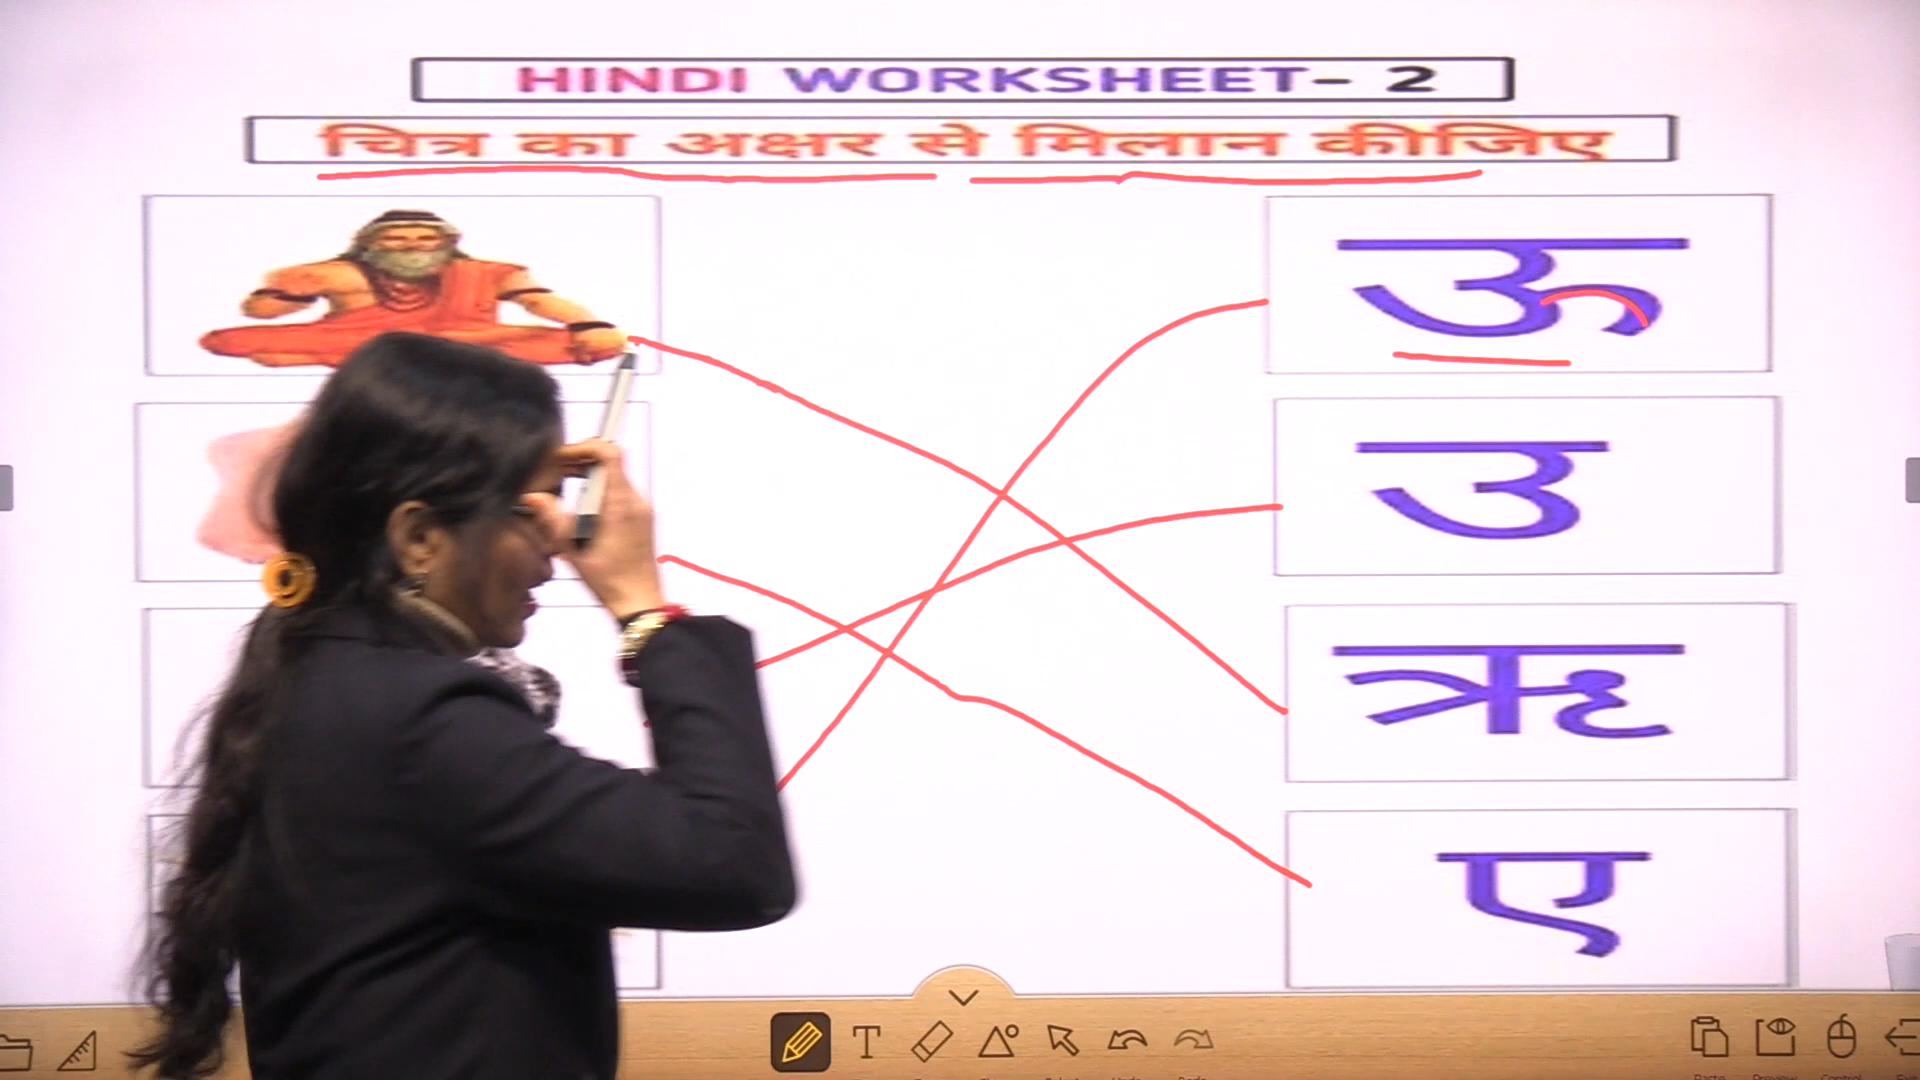 HINDI WORKSHEET- 2
चित्र का अक्षर से मिलान कीजिए
ऊ
उ
ऋ
ए
T